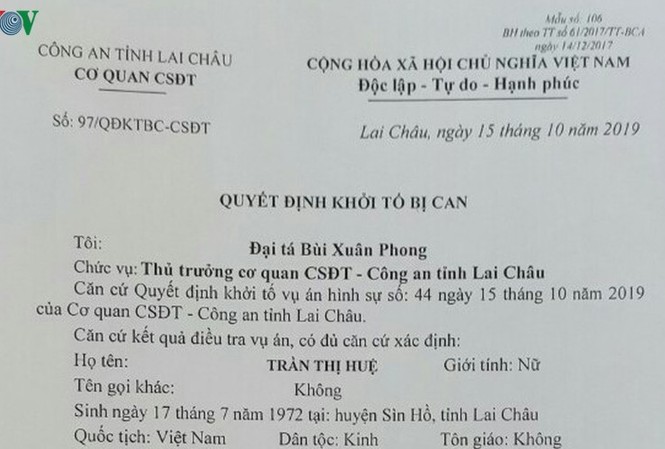 VOV
Mẫu số: 106
BH theo TT số 61/2017/TT-BCA
ngày 14/12/2017
CÔNG AN TỈNH LAI CHÂU
CƠ QUAN CSĐT
CỘNG HÒA XÃ HỘI CHỦ NGHĨA VIỆT NAM
Độc lập - Tự do - Hạnh phúc
Số: 97/QĐKTBC-CSĐT
Lai Châu, ngày 15 tháng 10 năm 2019
QUYẾT ĐỊNH KHỞI TỐ BỊ CAN
Tôi: Đại tá Bùi Xuân Phong
Chức vụ: Thủ trưởng cơ quan CSĐT - Công an tỉnh Lai Châu
Căn cứ Quyết định khởi tố vụ án hình sự số: 44 ngày 15 tháng 10 năm 2019
của Cơ quan CSĐT - Công an tỉnh Lai Châu.
Căn cứ kết quả điều tra vụ án, có đủ căn cứ xác định:
Họ tên: TRẦN THỊ HUỆ Giới tính: Nữ
Tên gọi khác: Không
Sinh ngày 17 tháng 7 năm 1972 tại: huyện Sìn Hồ, tỉnh Lai Châu
Quốc tịch: Việt Nam Dân tộc: Kinh Tôn giáo: Không